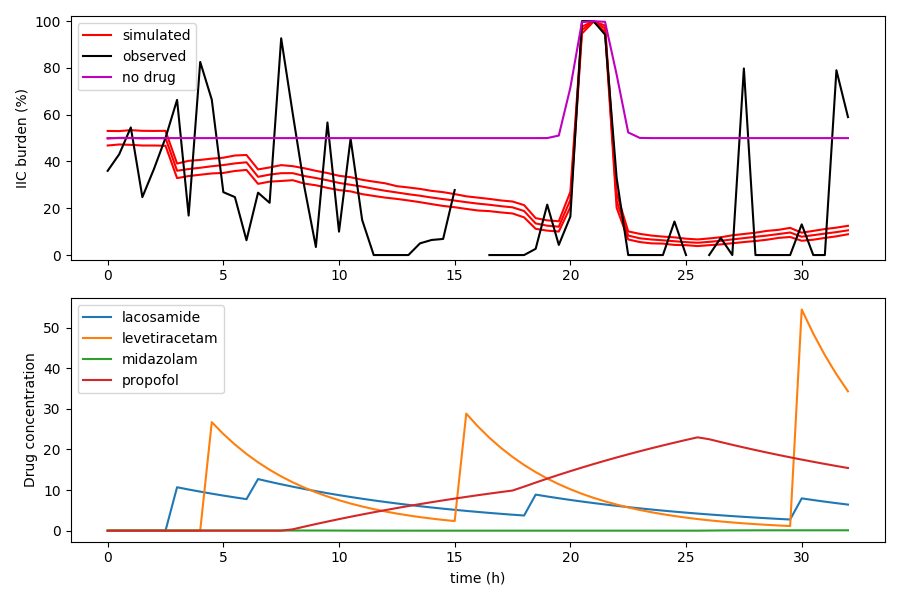 100
80
60
40
20
0
IIC burden (%)
simulated
observed
no drug
0 5 10 15 20 25 30
50
40
30
20
10
0
Drug concentration
lacosamide
levetiracetam
midazolam
propofol
0 5 10 15 20 25 30
time (h)